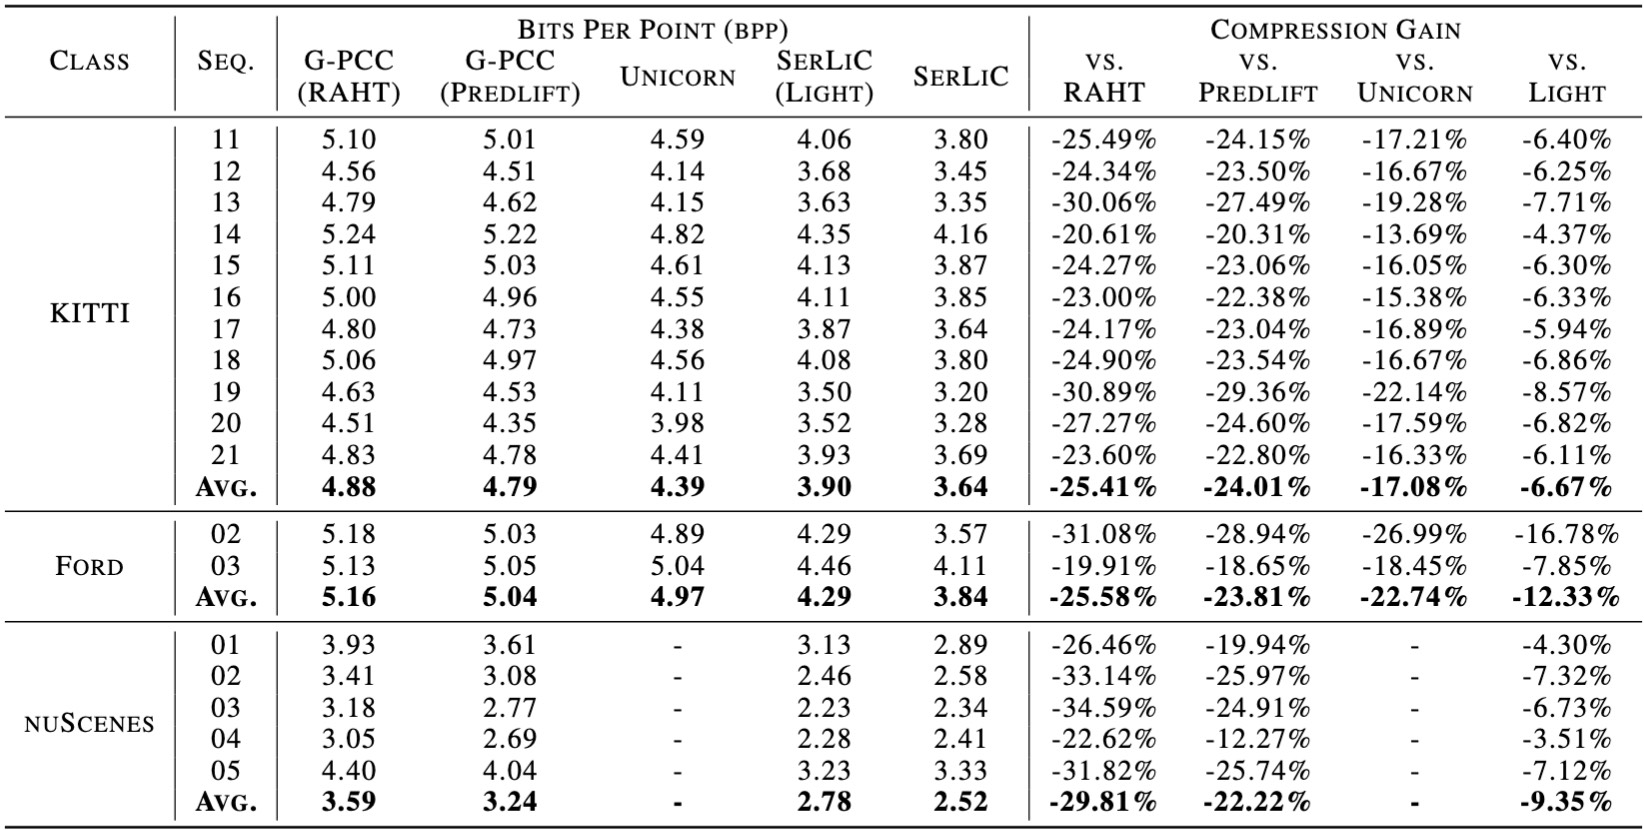 CLASS SEQ. BITS PER POINT (BPP) COMPRESSION GAIN
G-PCC (RAHT) G-PCC (PREDLIFT) UNICORN SERLIC (LIGHT) SERLIC VS. RAHT VS. PREDLIFT VS. UNICORN VS. LIGHT
KITTI
11 5.10 5.01 4.59 4.06 3.80 -25.49% -24.15% -17.21% -6.40%
12 4.56 4.51 4.14 3.68 3.45 -24.34% -23.50% -16.67% -6.25%
13 4.79 4.62 4.15 3.63 3.35 -30.06% -27.49% -19.28% -7.71%
14 5.24 5.22 4.82 4.35 4.16 -20.61% -20.31% -13.69% -4.37%
15 5.11 5.03 4.61 4.13 3.87 -24.27% -23.06% -16.05% -6.30%
16 5.00 4.96 4.55 4.11 3.85 -23.00% -22.38% -15.38% -6.33%
17 4.80 4.73 4.38 3.87 3.64 -24.17% -23.04% -16.89% -5.94%
18 5.06 4.97 4.56 4.08 3.80 -24.90% -23.54% -16.67% -6.86%
19 4.63 4.53 4.11 3.50 3.20 -30.89% -29.36% -22.14% -8.57%
20 4.51 4.35 3.98 3.52 3.28 -27.27% -24.60% -17.59% -6.82%
21 4.83 4.78 4.41 3.93 3.69 -23.60% -22.80% -16.33% -6.11%
AVG. 4.88 4.79 4.39 3.90 3.64 -25.41% -24.01% -17.08% -6.67%
FORD
02 5.18 5.03 4.89 4.29 3.57 -31.08% -28.94% -26.99% -16.78%
03 5.13 5.05 5.04 4.46 4.11 -19.91% -18.65% -18.45% -7.85%
AVG. 5.16 5.04 4.97 4.29 3.84 -25.58% -23.81% -22.74% -12.33%
NUSCENES
01 3.93 3.61 - 3.13 2.89 -26.46% -19.94% - -4.30%
02 3.41 3.08 - 2.46 2.58 -33.14% -25.97% - -7.32%
03 3.18 2.77 - 2.23 2.34 -34.59% -24.91% - -6.73%
04 3.05 2.69 - 2.28 2.41 -22.62% -12.27% - -3.51%
05 4.40 4.04 - 3.23 3.33 -31.82% -25.74% - -7.12%
AVG. 3.59 3.24 - 2.78 2.52 -29.81% -22.22% - -9.35%